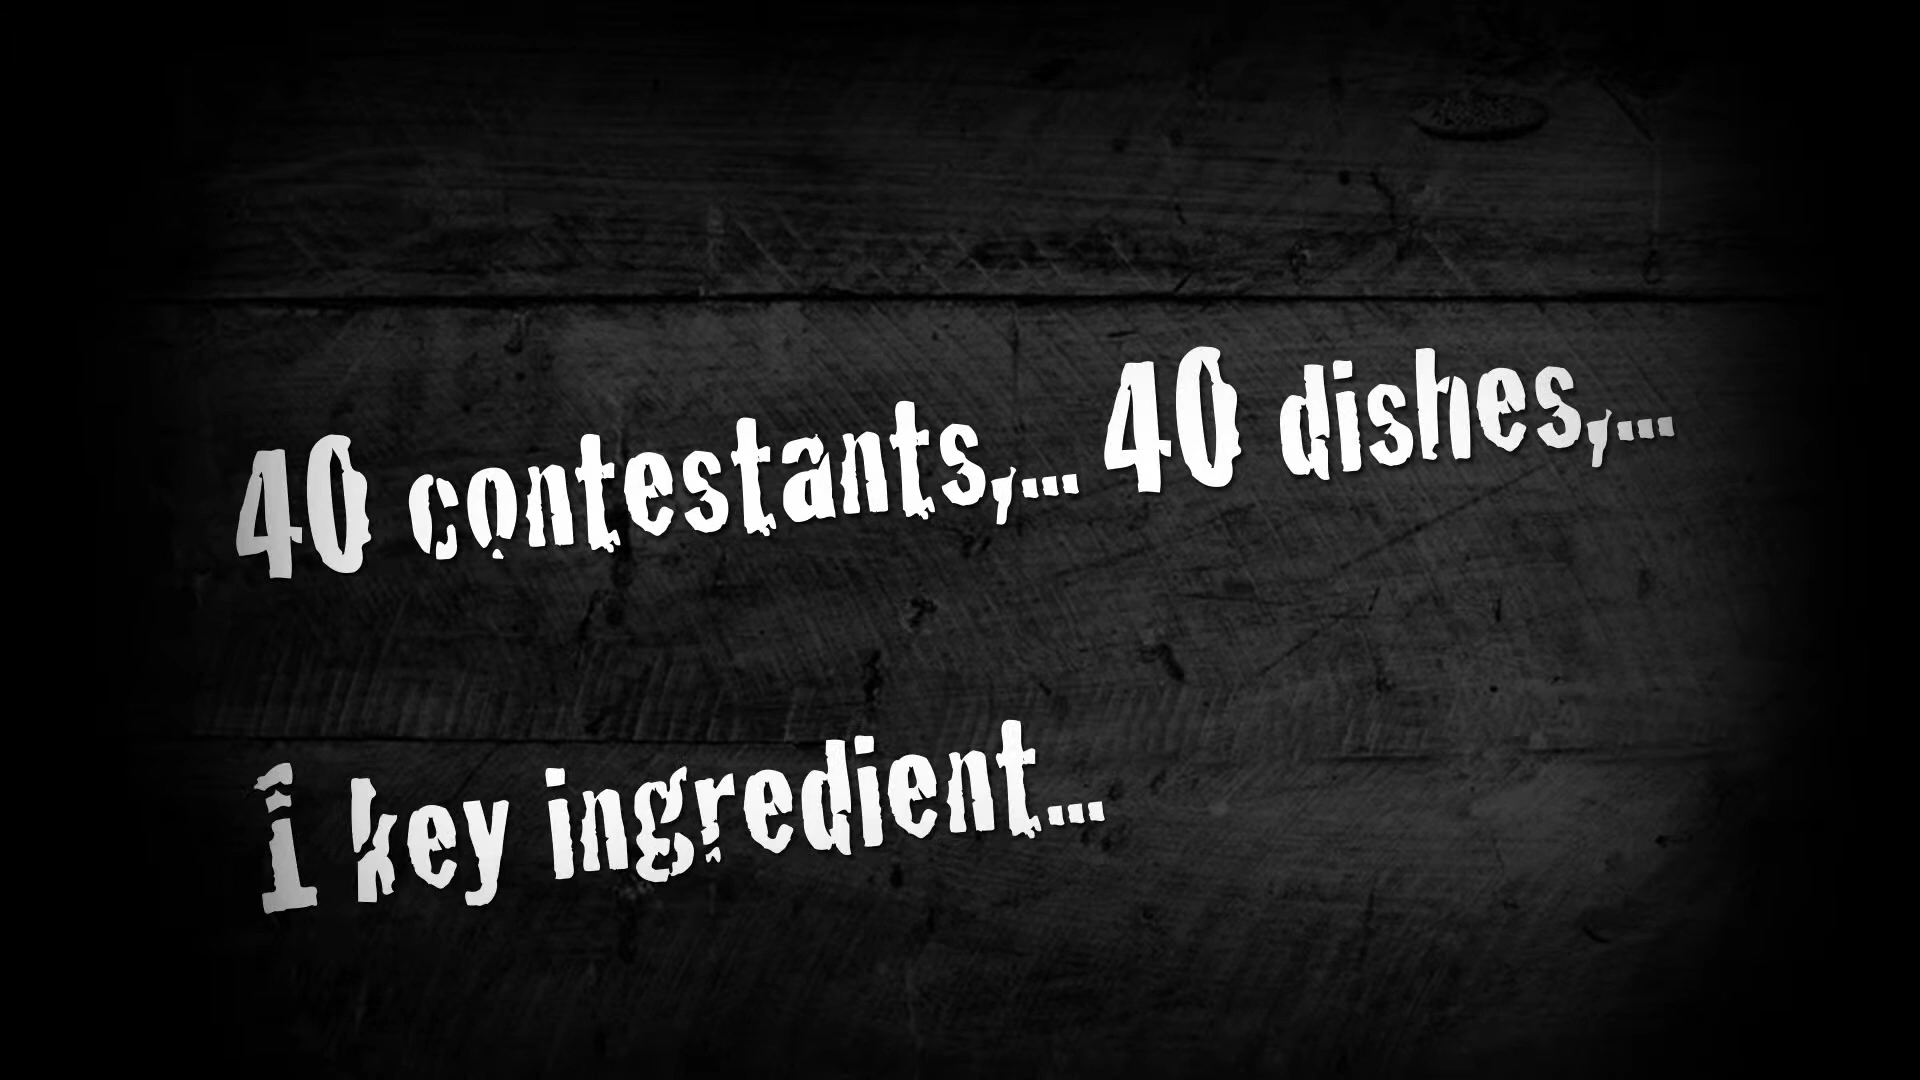 40 contestants,... 40 dishes,...
1 key ingredient...